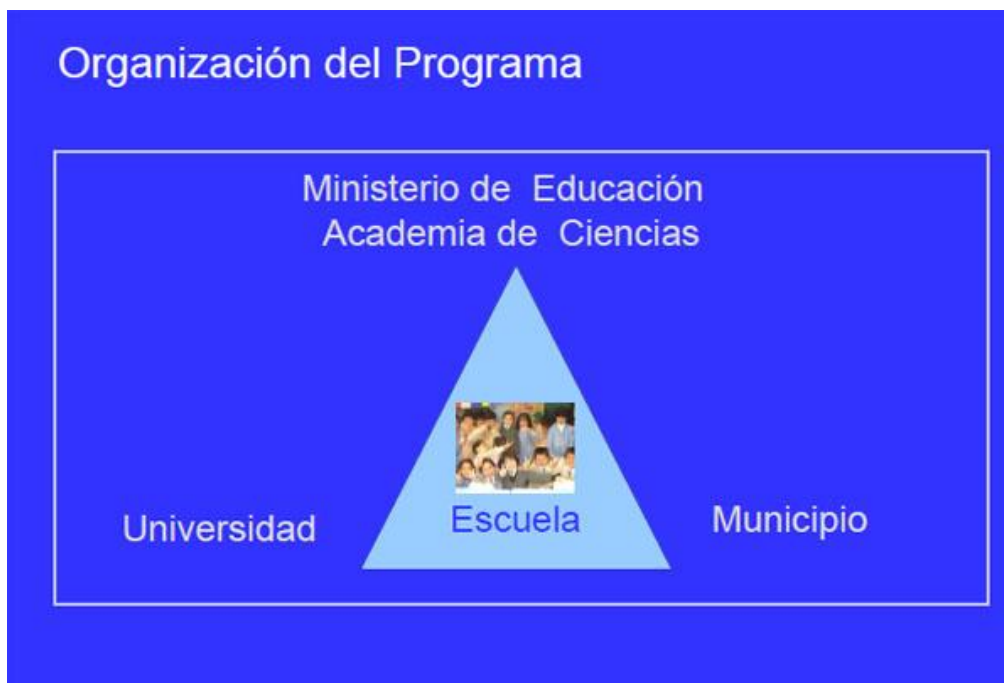 Organización del Programa
Ministerio de Educación
Academia de Ciencias
Universidad
Escuela
Municipio